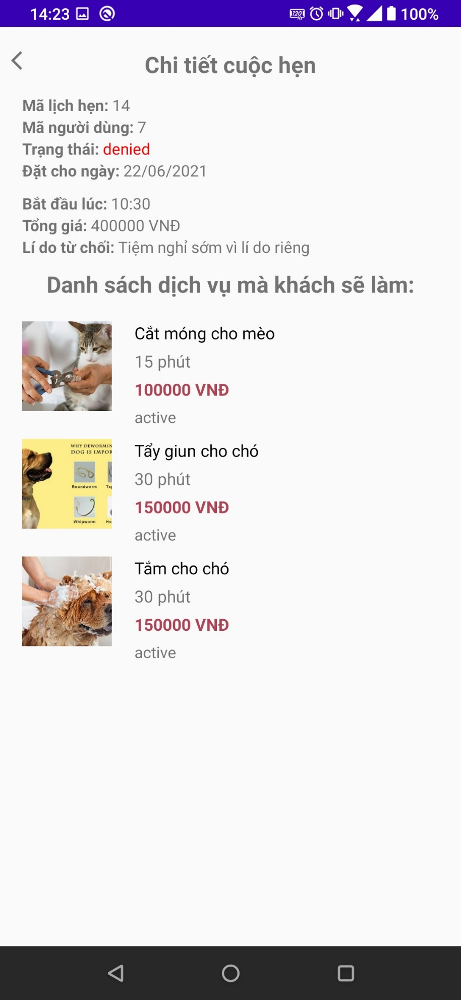 14:23
120 Hz
100%
Chi tiết cuộc hẹn
Mã lịch hẹn: 14
Mã người dùng: 7
Trạng thái: denied
Đặt cho ngày: 22/06/2021
Bắt đầu lúc: 10:30
Tổng giá: 400000 VNĐ
Lí do từ chối: Tiệm nghỉ sớm vì lí do riêng
Danh sách dịch vụ mà khách sẽ làm:
Cắt móng cho mèo
15 phút
100000 VNĐ
active
WHY DEWORMIN
DOG IS IMPOR
Roundworm Ta
Whipworm Ho
Tẩy giun cho chó
30 phút
150000 VNĐ
active
Tắm cho chó
30 phút
150000 VNĐ
active